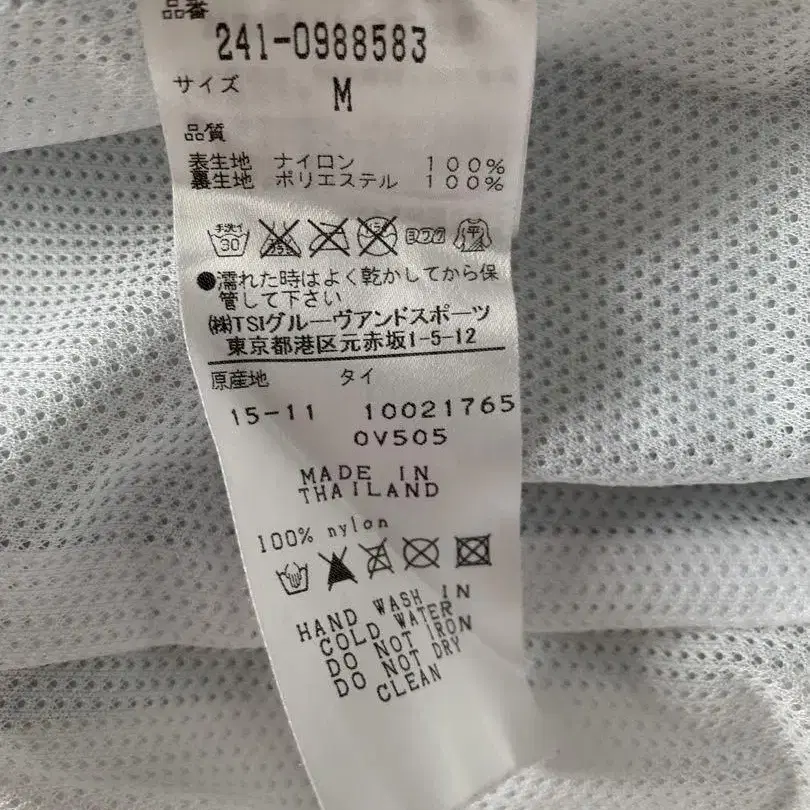 品番
241-0988583
サイズ M
品質
表生地 ナイロン 100%
裏生地 ポリエステル 100%
手洗イ 30 ヨワク 平
●濡れた時はよく乾かしてから保
管して下さい
㈱TSIグルーヴアンドスポーツ
東京都港区元赤坂1-5-12
原産地 タイ
15-11 10021765
0V505
MADE IN
THAILAND
100% nylon
HAND WASH IN
COLD WATER
DO NOT IRON
DO NOT DRY
CLEAN